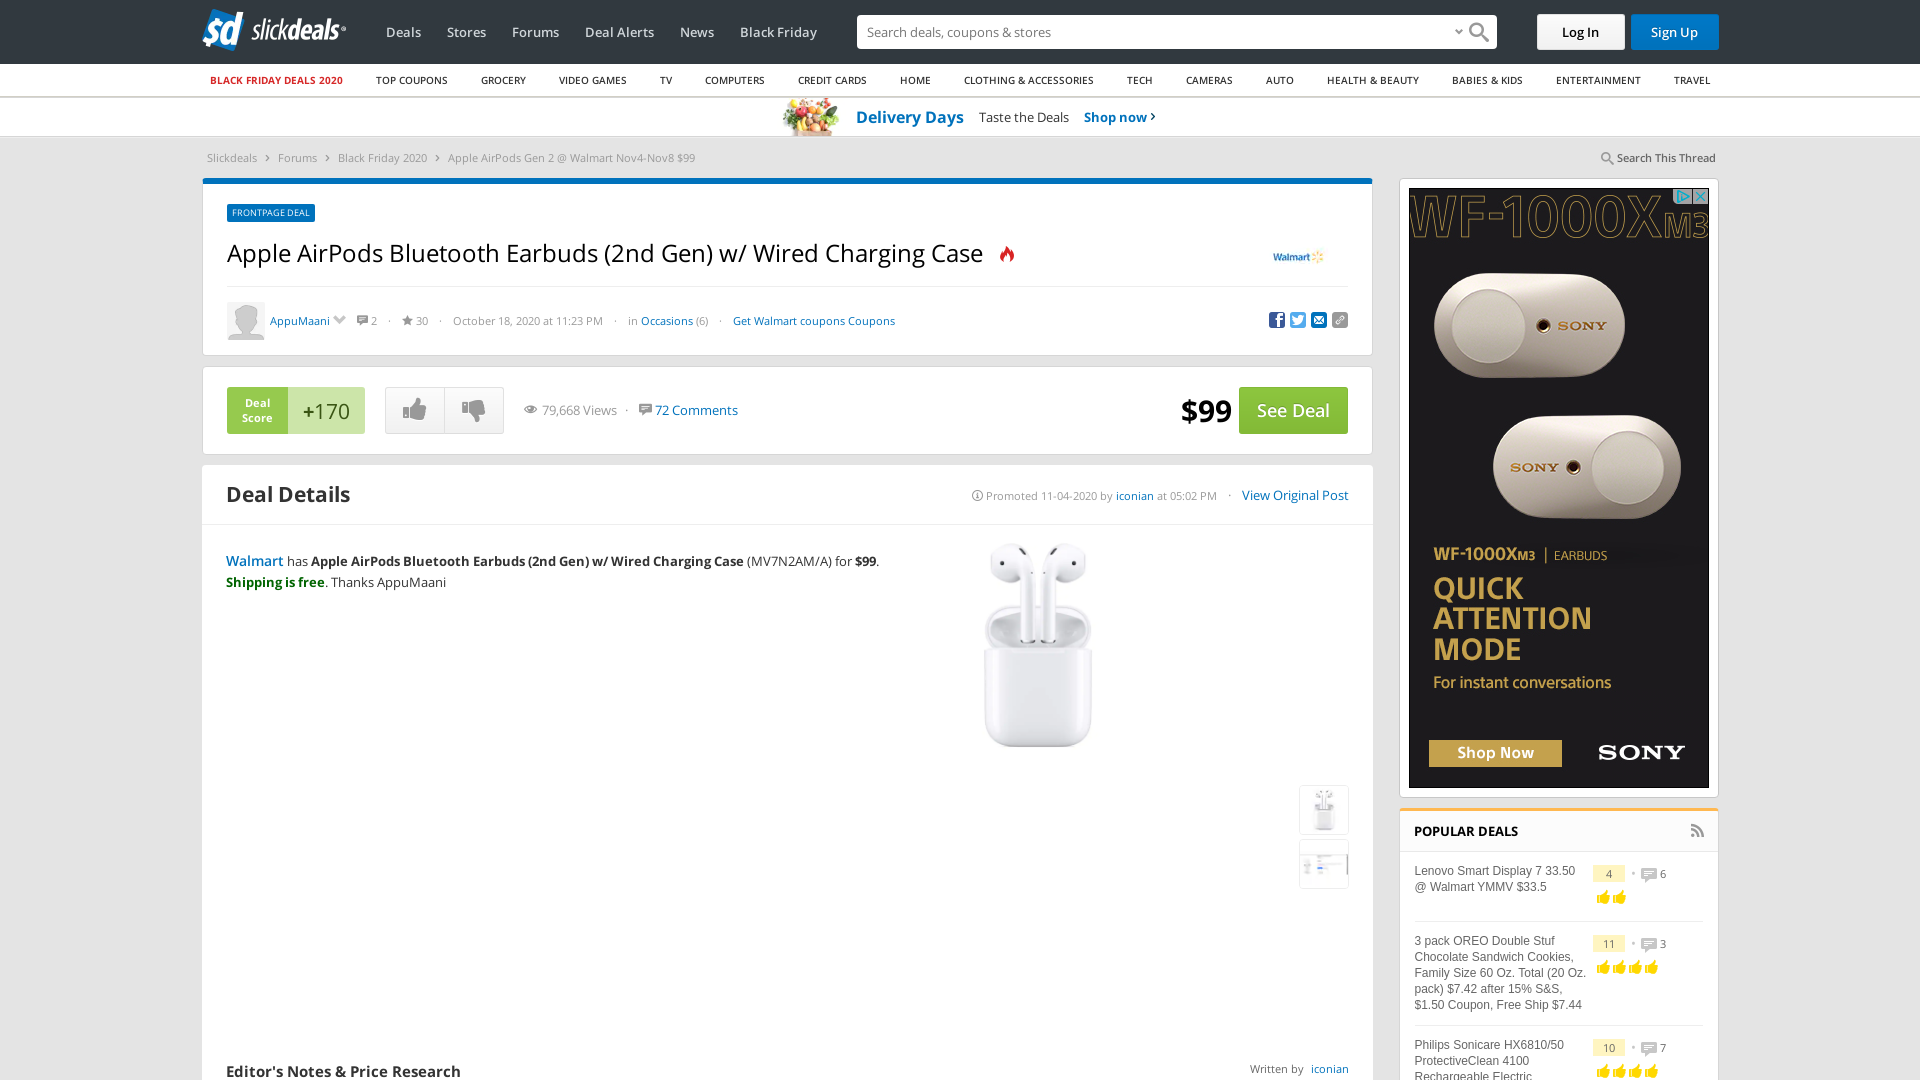 sd slickdeals
Deals
Stores
Forums
Deal Alerts
News
Black Friday
Search deals, coupons & stores
Log In
Sign Up
BLACK FRIDAY DEALS 2020
TOP COUPONS
GROCERY
VIDEO GAMES
TV
COMPUTERS
CREDIT CARDS
HOME
CLOTHING & ACCESSORIES
TECH
CAMERAS
AUTO
HEALTH & BEAUTY
BABIES & KIDS
ENTERTAINMENT
TRAVEL
Delivery Days Taste the Deals Shop now
Slickdeals > Forums > Black Friday 2020 > Apple AirPods Gen 2 @ Walmart Nov4-Nov8 $99
Search This Thread
FRONTPAGE DEAL
Apple AirPods Bluetooth Earbuds (2nd Gen) w/ Wired Charging Case
Walmart
AppuMaani 2 · 30 · October 18, 2020 at 11:23 PM · in Occasions (6) · Get Walmart coupons Coupons
Deal
Score
+170
79,668 Views · 72 Comments
$99
See Deal
Deal Details
Promoted 11-04-2020 by iconian at 05:02 PM · View Original Post
Walmart has Apple AirPods Bluetooth Earbuds (2nd Gen) w/ Wired Charging Case (MV7N2AM/A) for $99.
Shipping is free. Thanks AppuMaani
Editor's Notes & Price Research
Written by iconian
WF-1000XM3
SONY
SONY
WF-1000XM3 | EARBUDS
QUICK
ATTENTION
MODE
For instant conversations
Shop Now
SONY
POPULAR DEALS
Lenovo Smart Display 7 33.50
@ Walmart YMMV $33.5
4 • 6
3 pack OREO Double Stuf
Chocolate Sandwich Cookies,
Family Size 60 Oz. Total (20 Oz.
pack) $7.42 after 15% S&S,
$1.50 Coupon, Free Ship $7.44
11 • 3
Philips Sonicare HX6810/50
ProtectiveClean 4100
Rechargeable Electric
10 • 7